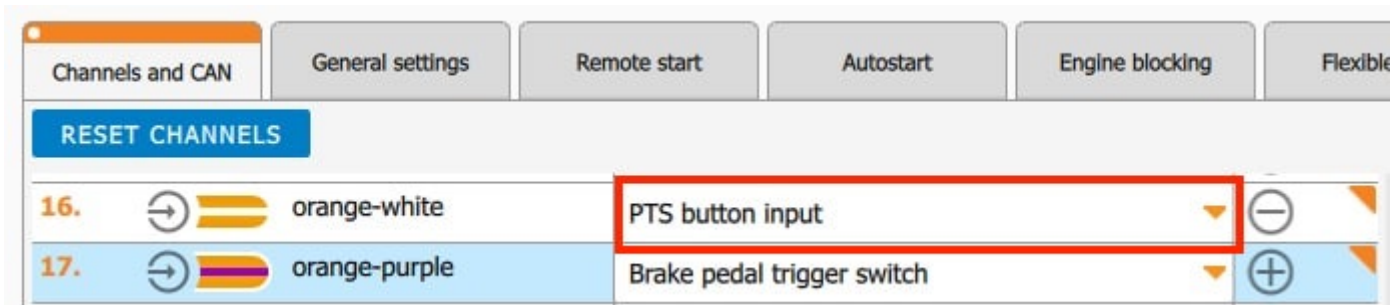 Channels and CAN General settings Remote start Autostart Engine blocking Flexible
RESET CHANNELS
16. orange-white PTS button input
17. orange-purple Brake pedal trigger switch